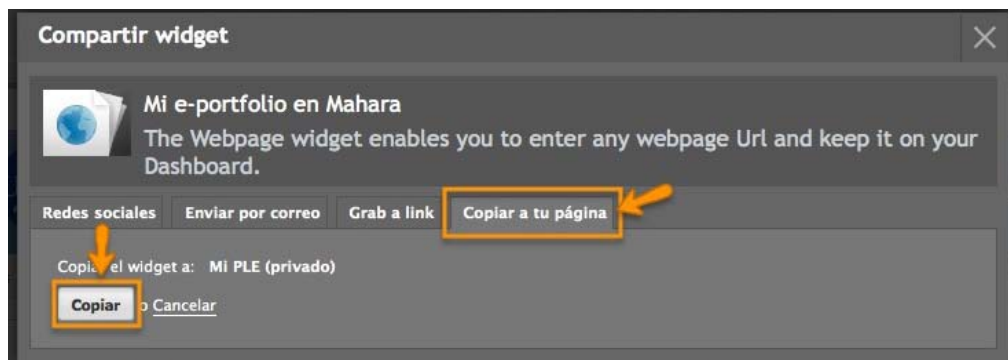 Compartir widget
Mi e-portfolio en Mahara
The Webpage widget enables you to enter any webpage Url and keep it on your
Dashboard.
Redes sociales Enviar por correo Grab a link Copiar a tu página
Copiar el widget a: Mi PLE (privado)
Copiar o Cancelar